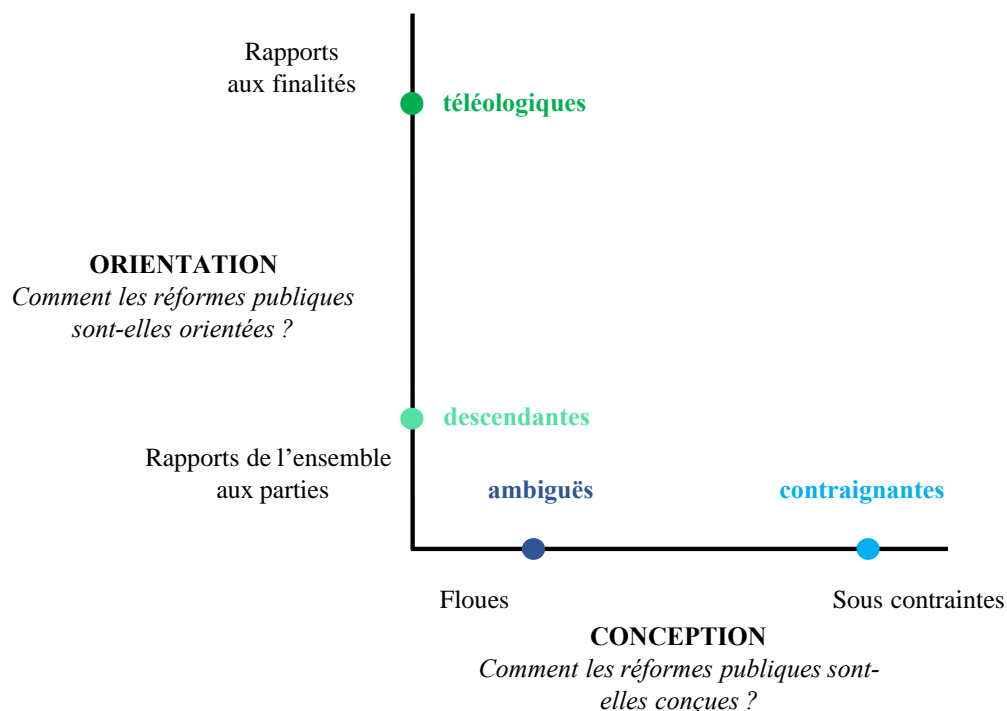 Rapports
aux finalités
téléologiques
ORIENTATION
Comment les réformes publiques
sont-elles orientées ?
descendantes
Rapports de l’ensemble
aux parties
ambiguës
contraignantes
Floues
Sous contraintes
CONCEPTION
Comment les réformes publiques sont-
elles conçues ?